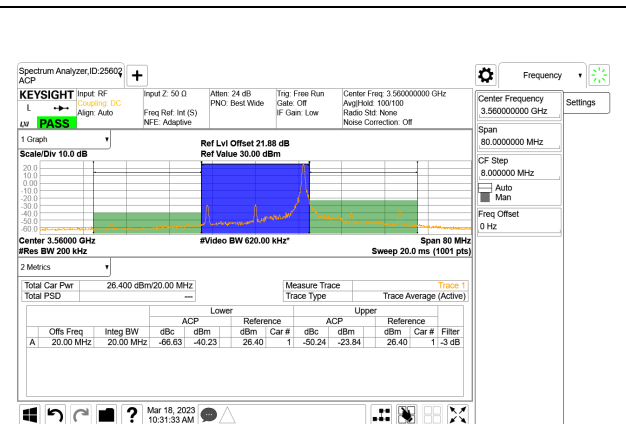 Spectrum Analyzer,ID:25602
ACP
Frequency
KEYSIGHT Input: RF Input Z: 50 Ω Atten: 24 dB Trig: Free Run Center Freq: 3.560000000 GHz
L Coupling: DC PNO: Best Wide Gate: Off Avg|Hold: 100/100
Align: Auto Freq Ref: Int (S) IF Gain: Low Radio Std: None
LXI PASS NFE: Adaptive Noise Correction: Off
Center Frequency
3.560000000 GHz
Settings
Span
80.0000000 MHz
CF Step
8.000000 MHz
Auto
Man
Freq Offset
0 Hz
1 Graph
Ref Lvl Offset 21.88 dB
Scale/Div 10.0 dB Ref Value 30.00 dBm
20.0
10.0
0.00
-10.0
-20.0
-30.0
-40.0
-50.0
-60.0
Center 3.56000 GHz #Video BW 620.00 kHz* Span 80 MHz
#Res BW 200 kHz Sweep 20.0 ms (1001 pts)
2 Metrics
Total Car Pwr 26.400 dBm/20.00 MHz Measure Trace Trace 1
Total PSD --- Trace Type Trace Average (Active)
Lower Upper
ACP Reference ACP Reference
Offs Freq Integ BW dBc dBm dBm Car # dBc dBm dBm Car # Filter
A 20.00 MHz 20.00 MHz -66.63 -40.23 26.40 1 -50.24 -23.84 26.40 1 -3 dB
? Mar 18, 2023
10:31:33 AM